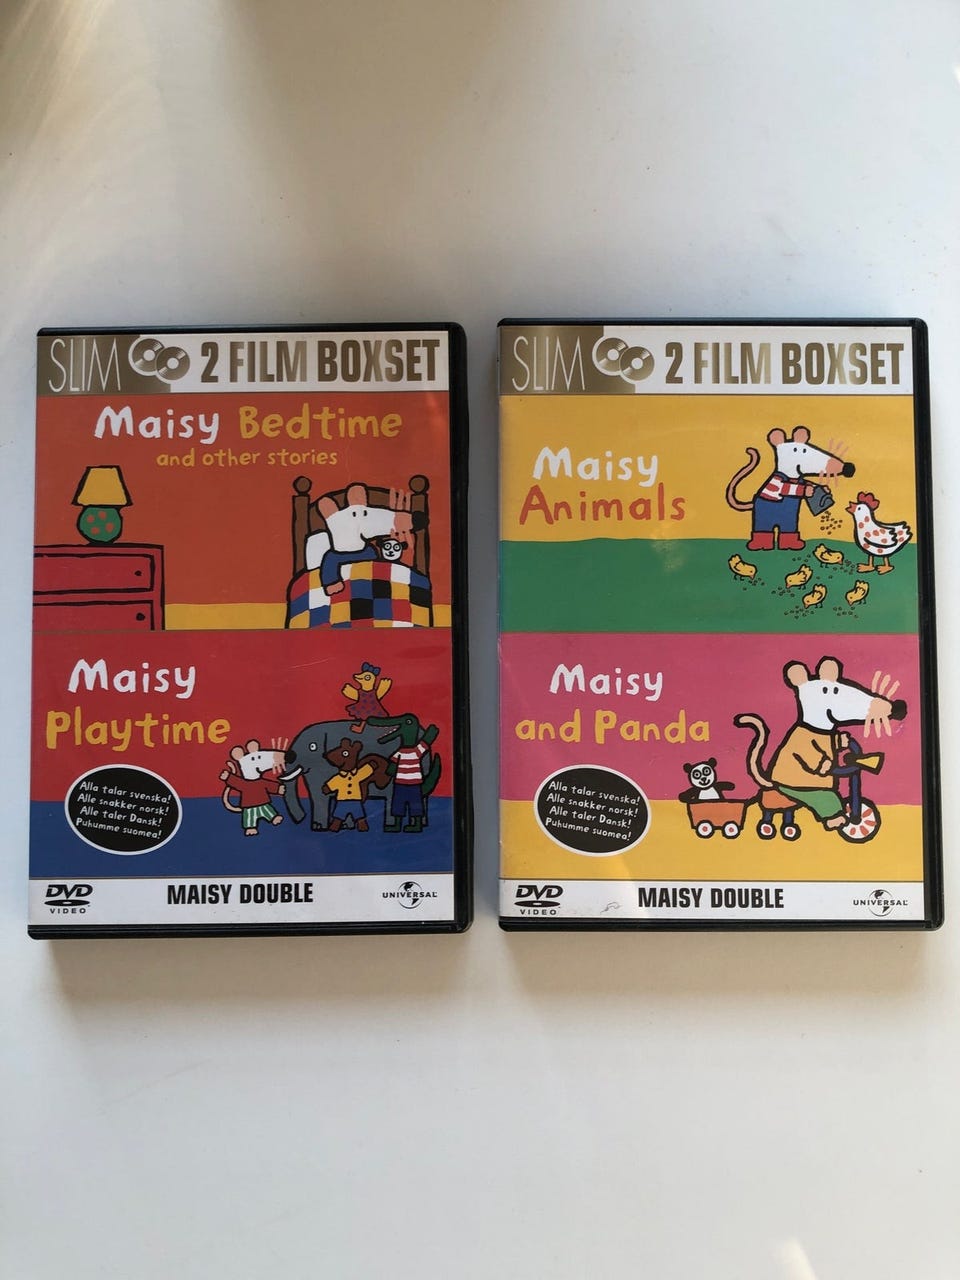 SLIM 2 FILM BOXSET
Maisy Bedtime
and other stories
Maisy
Playtime
Alla talar svenska!
Alle snakker norsk!
Alle taler Dansk!
Puhumme suomea!
DVD
VIDEO
MAISY DOUBLE
UNIVERSAL
SLIM 2 FILM BOXSET
Maisy
Animals
Maisy
and Panda
Alla talar svenska!
Alle snakker norsk!
Alle taler Dansk!
Puhumme suomea!
DVD
VIDEO
MAISY DOUBLE
UNIVERSAL